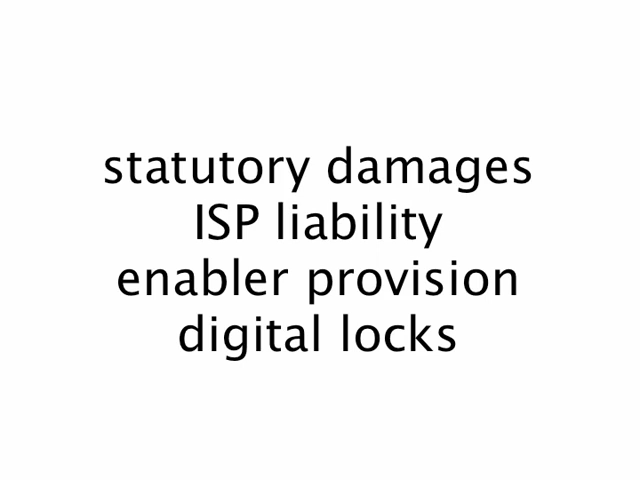 statutory damages
ISP liability
enabler provision
digital locks